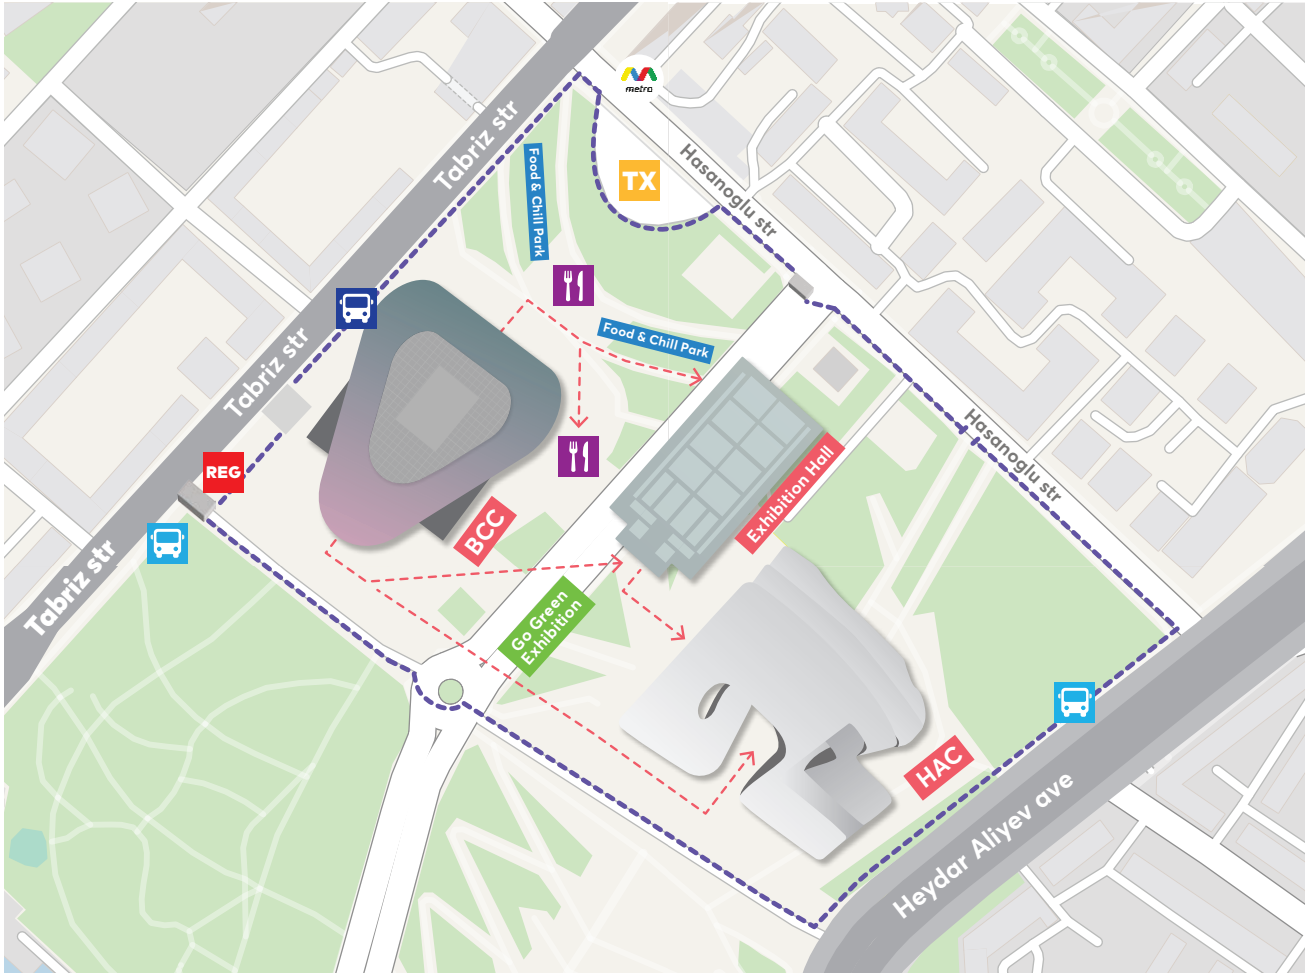 metro
Tabriz str
Hasanoglu str
TX
Food & Chill Park
Food & Chill Park
Tabriz str
Hasanoglu str
Exhibition Hall
REG
BCC
Tabriz str
Go Green
Exhibition
HAC
Heydar Aliyev ave